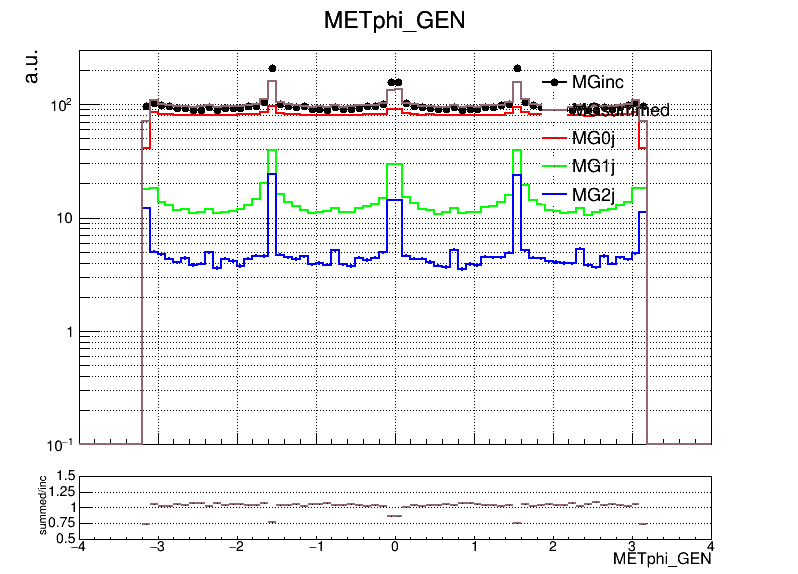 METphi_GEN
a.u.
MGinc
MGsummed
MG0j
MG1j
MG2j
10²
10
1
10⁻¹
summed/inc
1.5
1.25
1
0.75
0.5
−4 −3 −2 −1 0 1 2 3 4
METphi_GEN